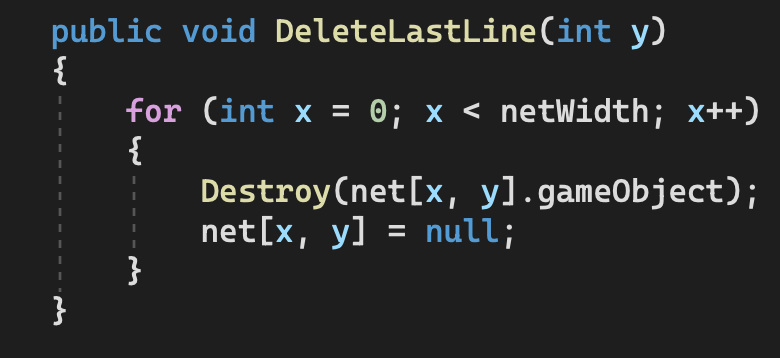 public void DeleteLastLine(int y)
{
    for (int x = 0; x < netWidth; x++)
    {
        Destroy(net[x, y].gameObject);
        net[x, y] = null;
    }
}